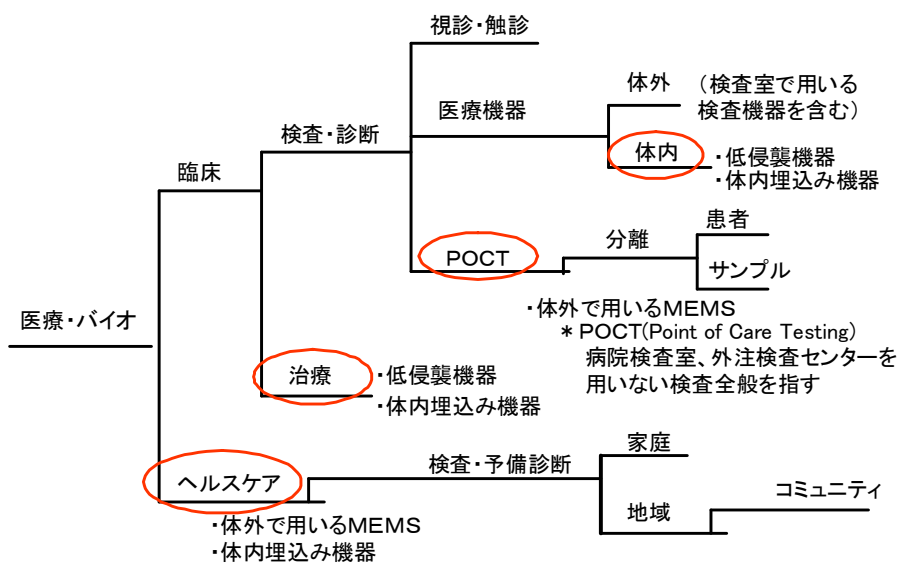 視診・触診
体外
（検査室で用いる
検査機器を含む）
医療機器
検査・診断
体内
・低侵襲機器
・体内埋込み機器
臨床
患者
分離
POCT
サンプル
・体外で用いるMEMS
＊POCT(Point of Care Testing)
病院検査室、外注検査センターを
用いない検査全般を指す
医療・バイオ
治療
・低侵襲機器
・体内埋込み機器
家庭
検査・予備診断
ヘルスケア
コミュニティ
地域
・体外で用いるMEMS
・体内埋込み機器